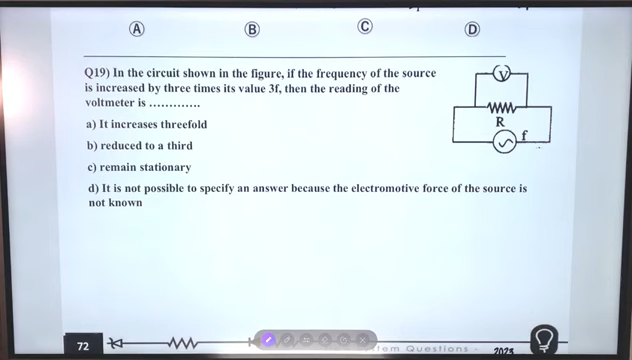 A B C D
Q19) In the circuit shown in the figure, if the frequency of the source
is increased by three times its value 3f, then the reading of the
voltmeter is .............
V
R
f
a) It increases threefold
b) reduced to a third
c) remain stationary
d) It is not possible to specify an answer because the electromotive force of the source is
not known
72
Questions - 2023